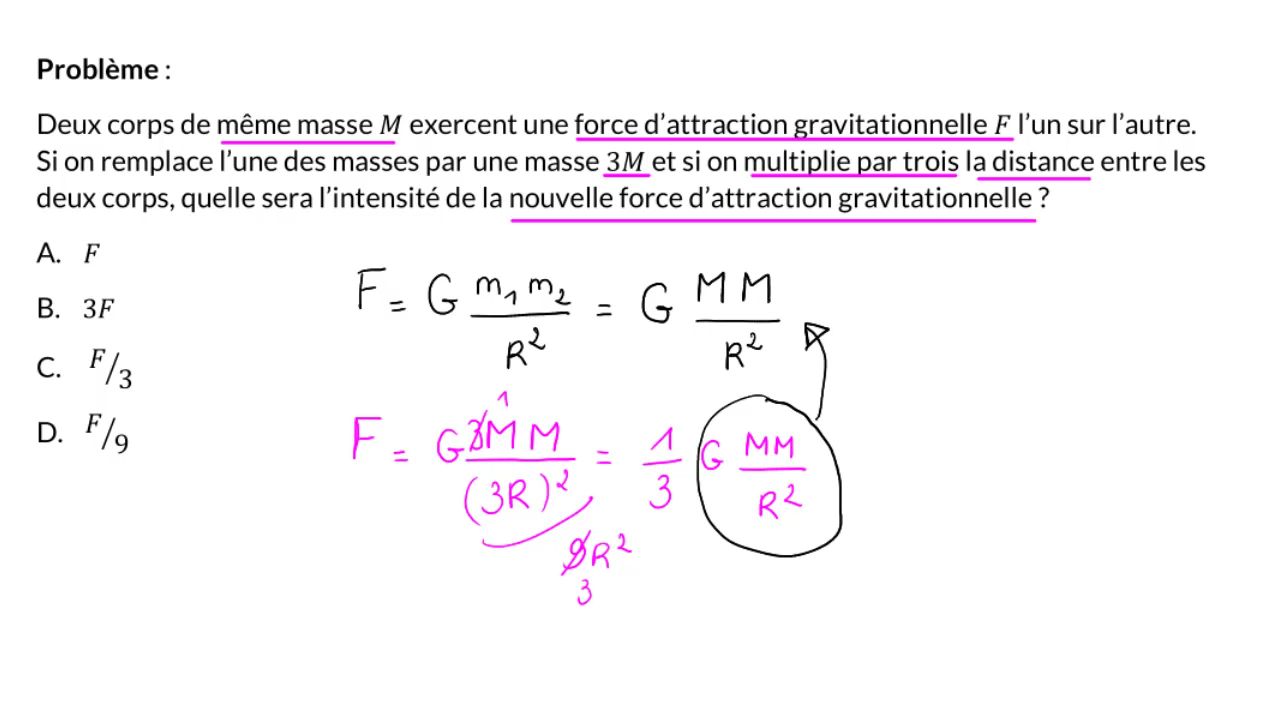 Problème :
Deux corps de même masse M exercent une force d’attraction gravitationnelle F l’un sur l’autre.
Si on remplace l’une des masses par une masse 3M et si on multiplie par trois la distance entre les
deux corps, quelle sera l’intensité de la nouvelle force d’attraction gravitationnelle ?
A. F
B. 3F
C. F/3
D. F/9
F = G m₁ m₂ / R² = G M M / R²
1
F = G 3M M / (3R)² = 1/3 G MM / R²
9R²
3